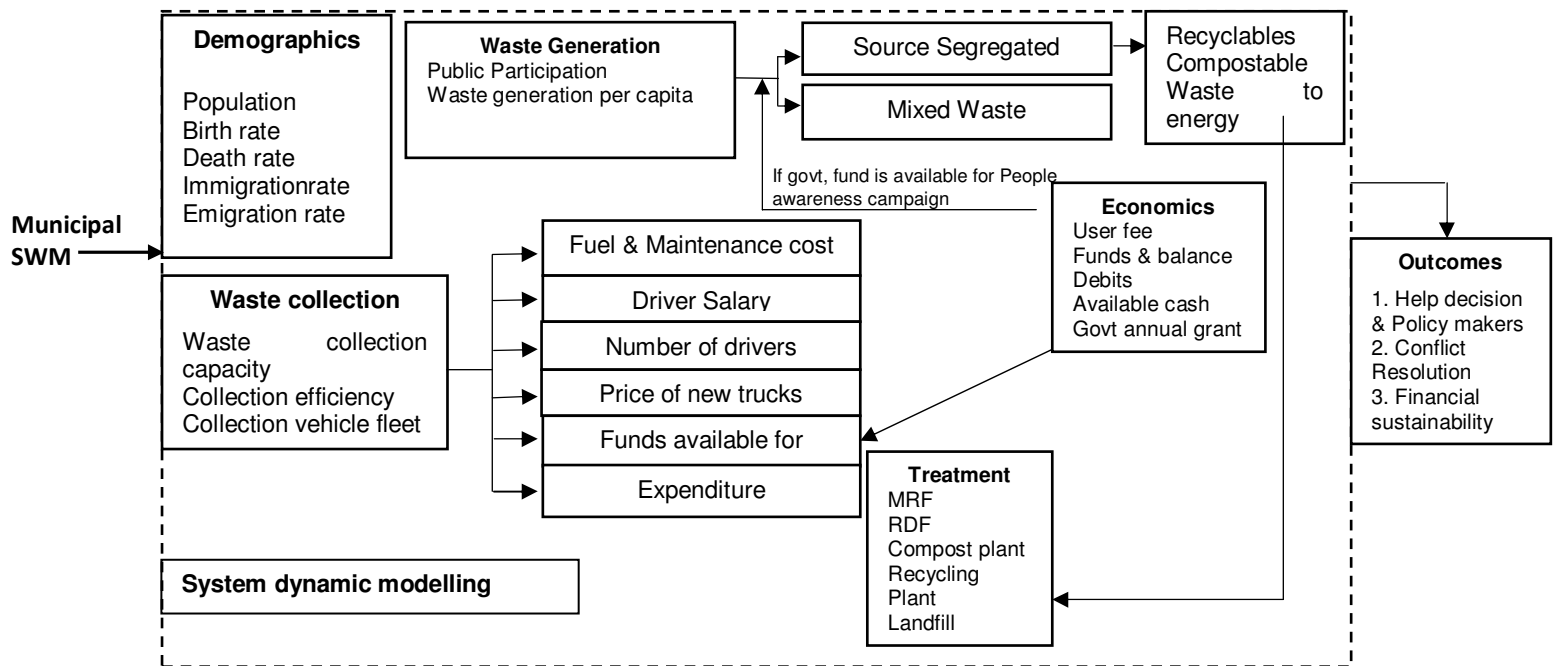 Municipal
SWM
Demographics
Population
Birth rate
Death rate
Immigrationrate
Emigration rate
Waste Generation
Public Participation
Waste generation per capita
Source Segregated
Mixed Waste
Recyclables
Compostable
Waste to
energy
If govt, fund is available for People
awareness campaign
Economics
User fee
Funds & balance
Debits
Available cash
Govt annual grant
Waste collection
Waste collection
capacity
Collection efficiency
Collection vehicle fleet
Fuel & Maintenance cost
Driver Salary
Number of drivers
Price of new trucks
Funds available for
Expenditure
Treatment
MRF
RDF
Compost plant
Recycling
Plant
Landfill
Outcomes
1. Help decision
& Policy makers
2. Conflict
Resolution
3. Financial
sustainability
System dynamic modelling